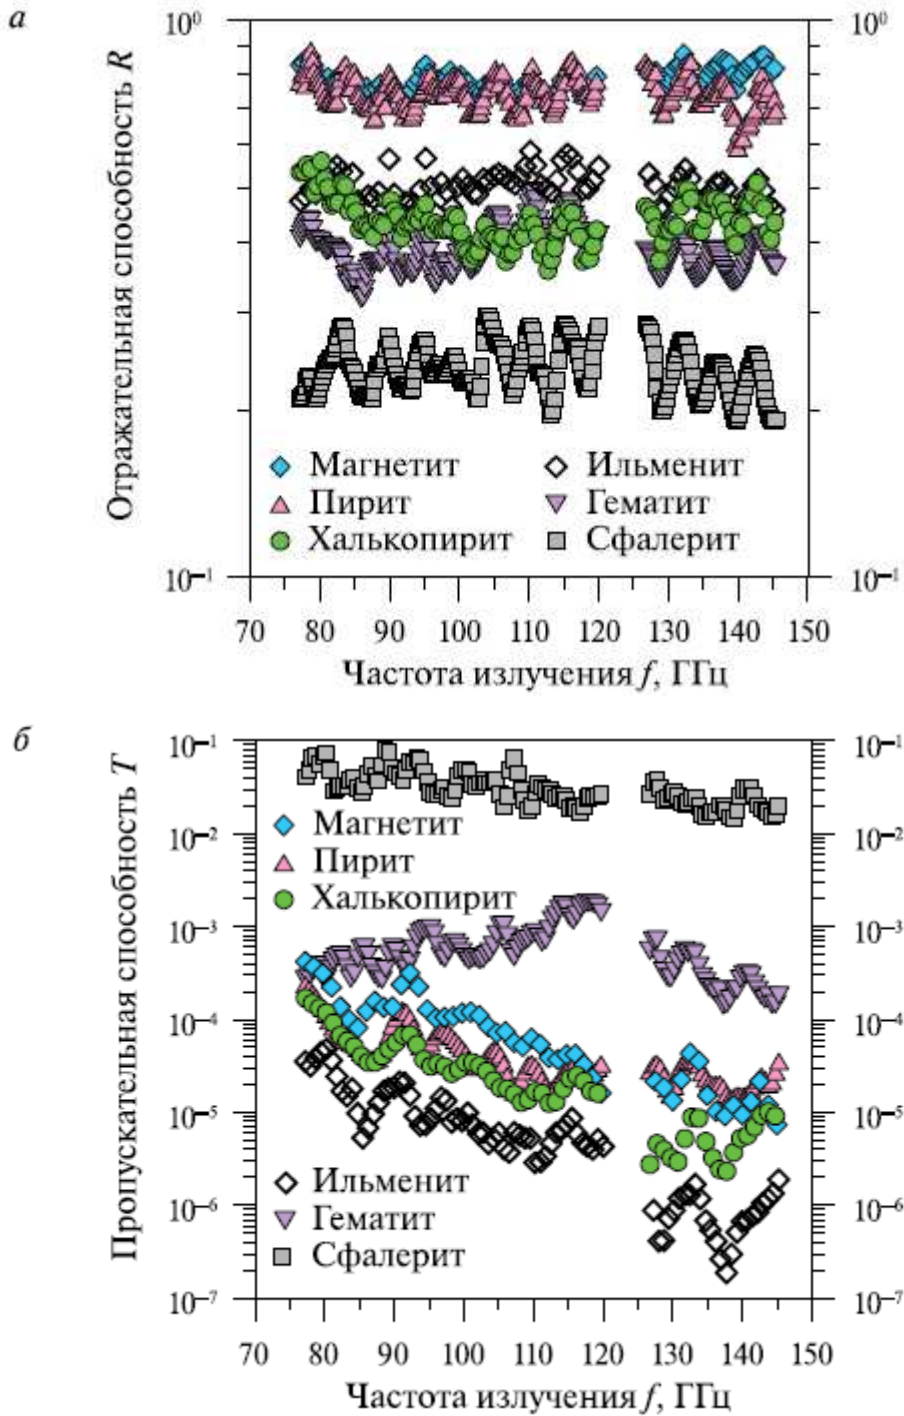 а
Отражательная способность R
10⁰ 10⁰
Магнетит Ильменит
Пирит Гематит
Халькопирит Сфалерит
10⁻¹ 10⁻¹
70 80 90 100 110 120 130 140 150
Частота излучения f, ГГц
б
Пропускательная способность T
10⁻¹ 10⁻¹
Магнетит
10⁻² 10⁻²
Пирит
Халькопирит
10⁻³ 10⁻³
10⁻⁴ 10⁻⁴
10⁻⁵ 10⁻⁵
Ильменит
10⁻⁶ 10⁻⁶
Гематит
Сфалерит
10⁻⁷ 10⁻⁷
70 80 90 100 110 120 130 140 150
Частота излучения f, ГГц